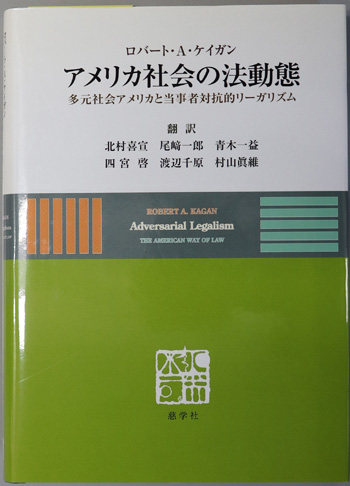 ロバート・A・ケイガン
アメリカ社会の法動態
多元社会アメリカと当事者対抗的リーガリズム
翻訳
北村喜宣 尾﨑一郎 青木一益
四宮啓 渡辺千原 村山眞維
ROBERT A. KAGAN
Adversarial Legalism
THE AMERICAN WAY OF LAW
慈学社